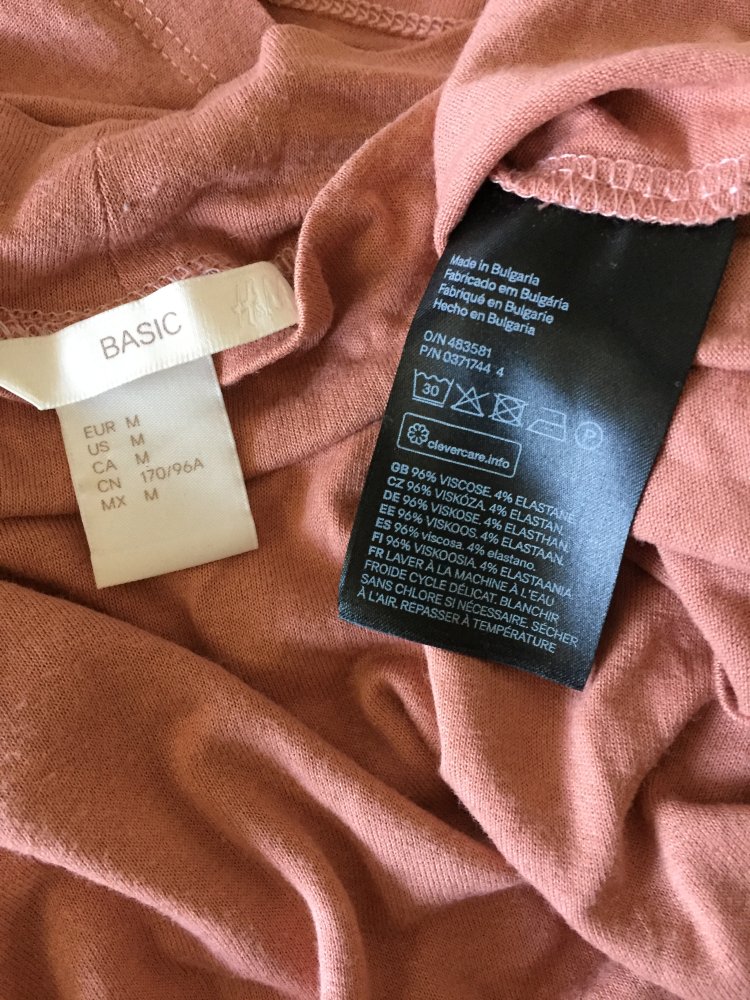 BASIC
EUR M
US M
CA M
CN 170/96A
MX M
Made in Bulgaria
Fabricado em Bulgária
Fabriqué en Bulgarie
Hecho en Bulgaria
O/N 483581
P/N 0371744 4
30
P
clevercare.info
GB 96% VISCOSE. 4% ELASTANE
CZ 96% VISKÓZA. 4% ELASTAN.
DE 96% VISKOSE. 4% ELASTHAN.
EE 96% VISKOOS. 4% ELASTAAN.
ES 96% viscosa. 4% elastano.
FI 96% VISKOOSIA. 4% ELASTAANIA
FR LAVER À LA MACHINE À L'EAU
FROIDE CYCLE DÉLICAT. BLANCHIR
SANS CHLORE SI NÉCESSAIRE. SÉCHER
À L'AIR. REPASSER À TEMPÉRATURE